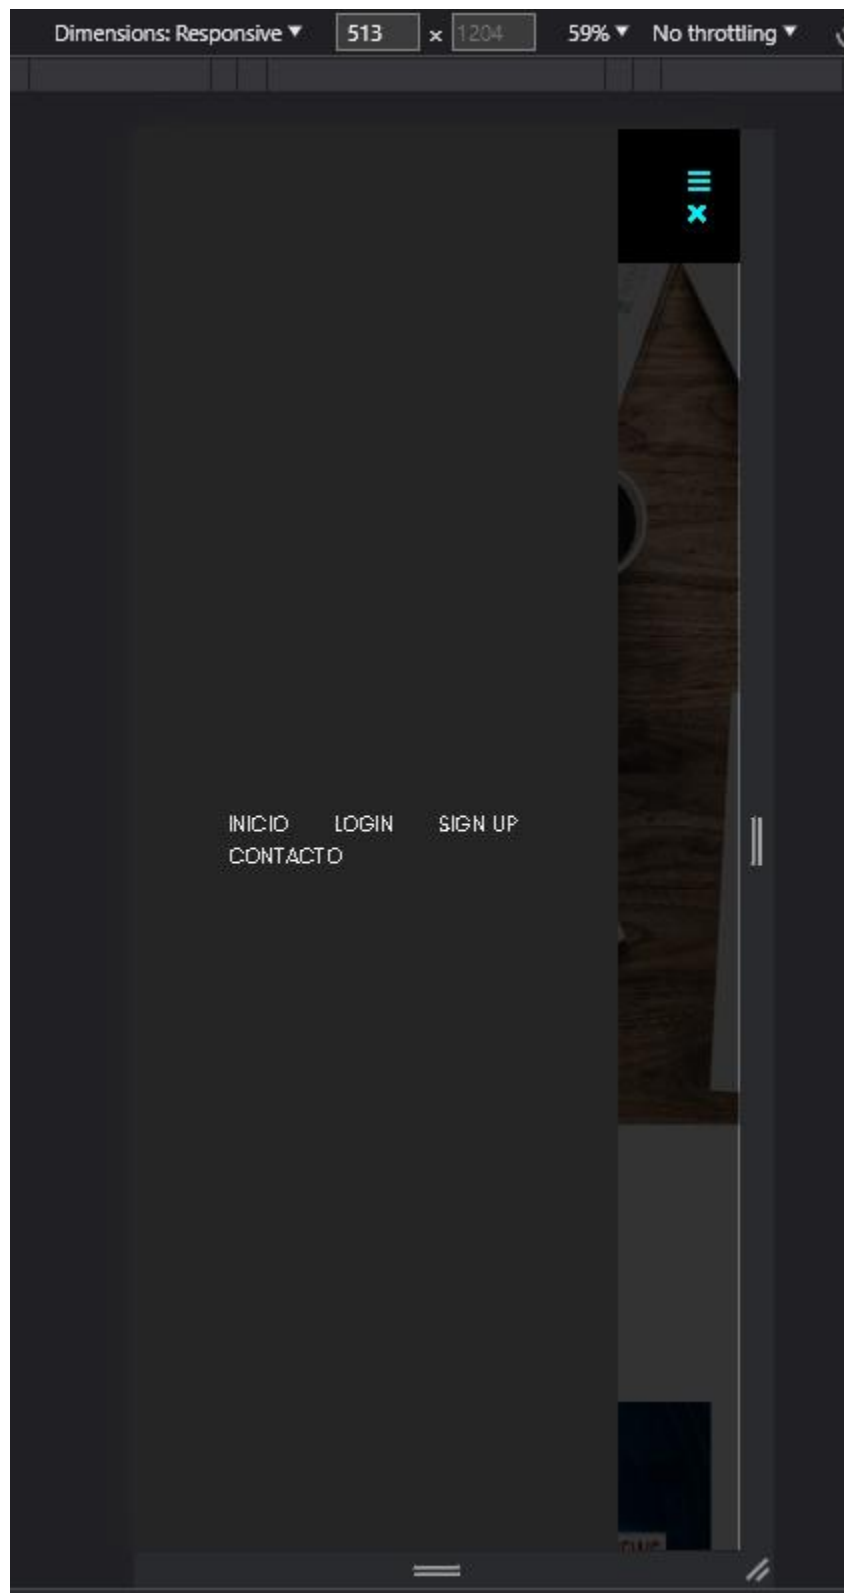 Dimensions: Responsive ▼ 513 × 1204 59% ▼ No throttling ▼
INICIO LOGIN SIGN UP
CONTACTO